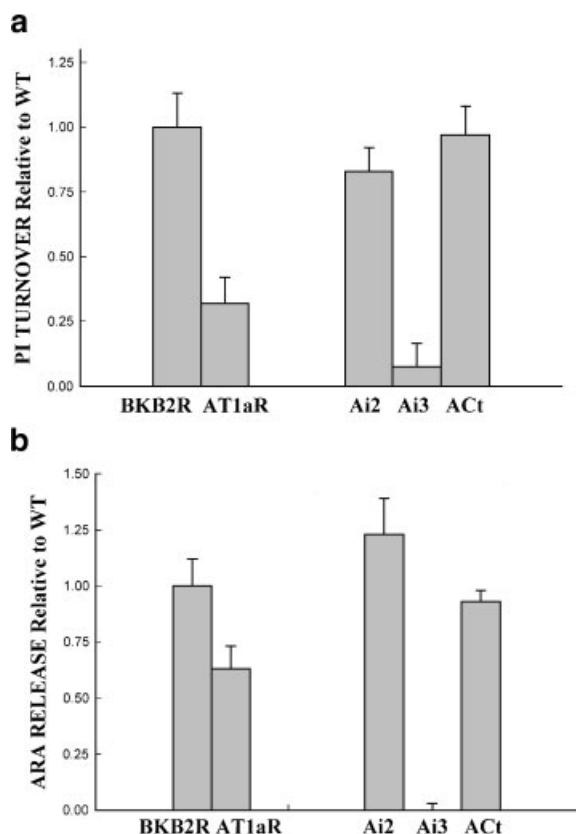 a
PI TURNOVER Relative to WT
1.25
1.00
0.75
0.50
0.25
0.00
BKB2R AT1aR Ai2 Ai3 ACt
b
ARA RELEASE Relative to WT
1.50
1.25
1.00
0.75
0.50
0.25
0.00
BKB2R AT1aR Ai2 Ai3 ACt